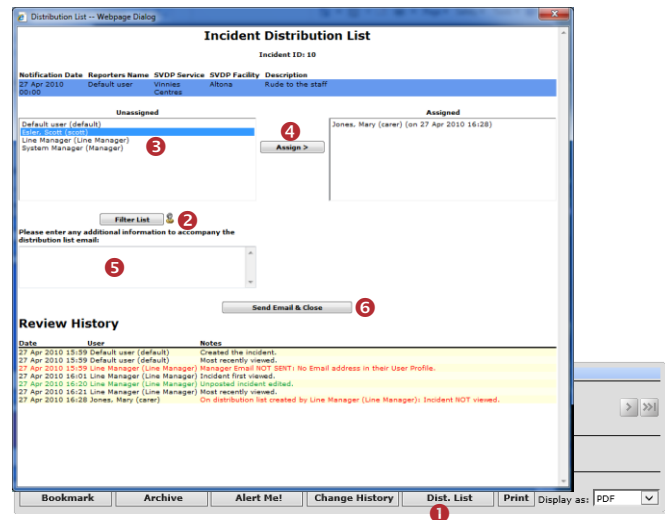 Distribution List -- Webpage Dialog
Incident Distribution List
Incident ID: 10
Notification Date Reporters Name SVDP Service SVDP Facility Description
27 Apr 2010 Default user Vinnies Altona Rude to the staff
00:00 Centres
Unassigned
Assigned
Default user (default)
Esler, Scott (scott)
Line Manager (Line Manager)
System Manager (Manager)
3
4
Assign >
Jones, Mary (carer) (on 27 Apr 2010 16:28)
Filter List
2
Please enter any additional information to accompany the
distribution list email:
5
Send Email & Close
6
Review History
Date User Notes
27 Apr 2010 15:59 Default user (default) Created the incident.
27 Apr 2010 15:59 Default user (default) Most recently viewed.
27 Apr 2010 15:59 Line Manager (Line Manager) Manager Email NOT SENT: No Email address in their User Profile.
27 Apr 2010 16:01 Line Manager (Line Manager) Incident first viewed.
27 Apr 2010 16:20 Line Manager (Line Manager) Unposted incident edited.
27 Apr 2010 16:21 Line Manager (Line Manager) Most recently viewed.
27 Apr 2010 16:28 Jones, Mary (carer) On distribution list created by Line Manager (Line Manager): Incident NOT viewed.
Bookmark Archive Alert Me! Change History Dist. List Print Display as: PDF
1